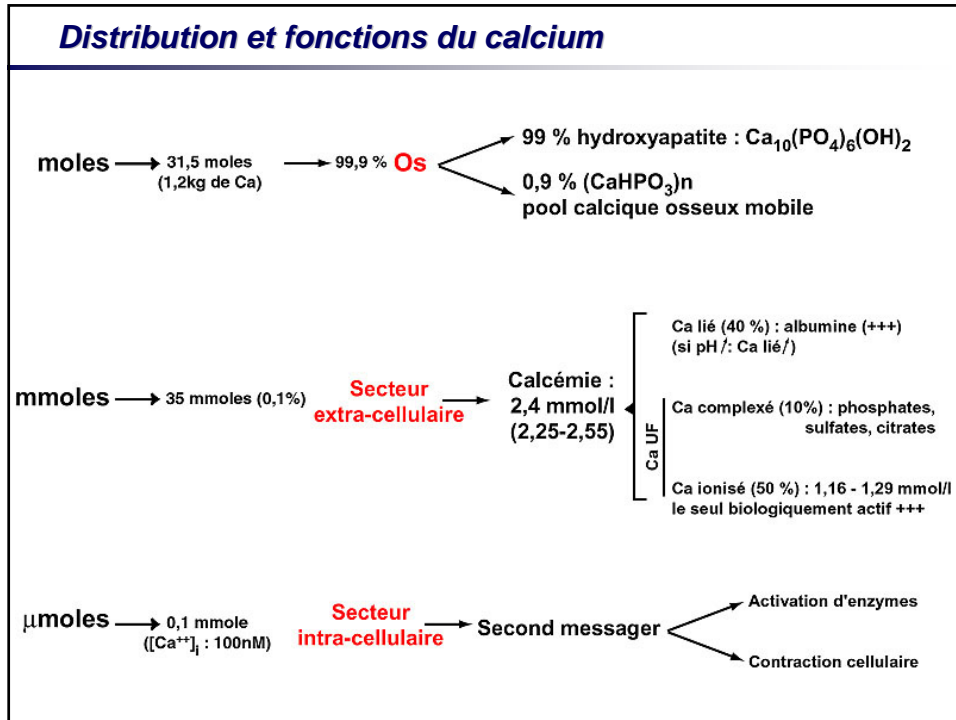 Distribution et fonctions du calcium
moles → 31,5 moles → 99,9 % Os
(1,2kg de Ca)
99 % hydroxyapatite : Ca₁₀(PO₄)₆(OH)₂
0,9 % (CaHPO₃)n
pool calcique osseux mobile
mmoles → 35 mmoles (0,1%)
Secteur
extra-cellulaire →
Calcémie :
2,4 mmol/l
(2,25-2,55)
Ca lié (40 %) : albumine (+++)
(si pH↗: Ca lié↗)
Ca UF
Ca complexé (10%) : phosphates,
sulfates, citrates
Ca ionisé (50 %) : 1,16 - 1,29 mmol/l
le seul biologiquement actif +++
µmoles → 0,1 mmole
([Ca⁺⁺]ᵢ : 100nM)
Secteur
intra-cellulaire → Second messager
Activation d'enzymes
Contraction cellulaire